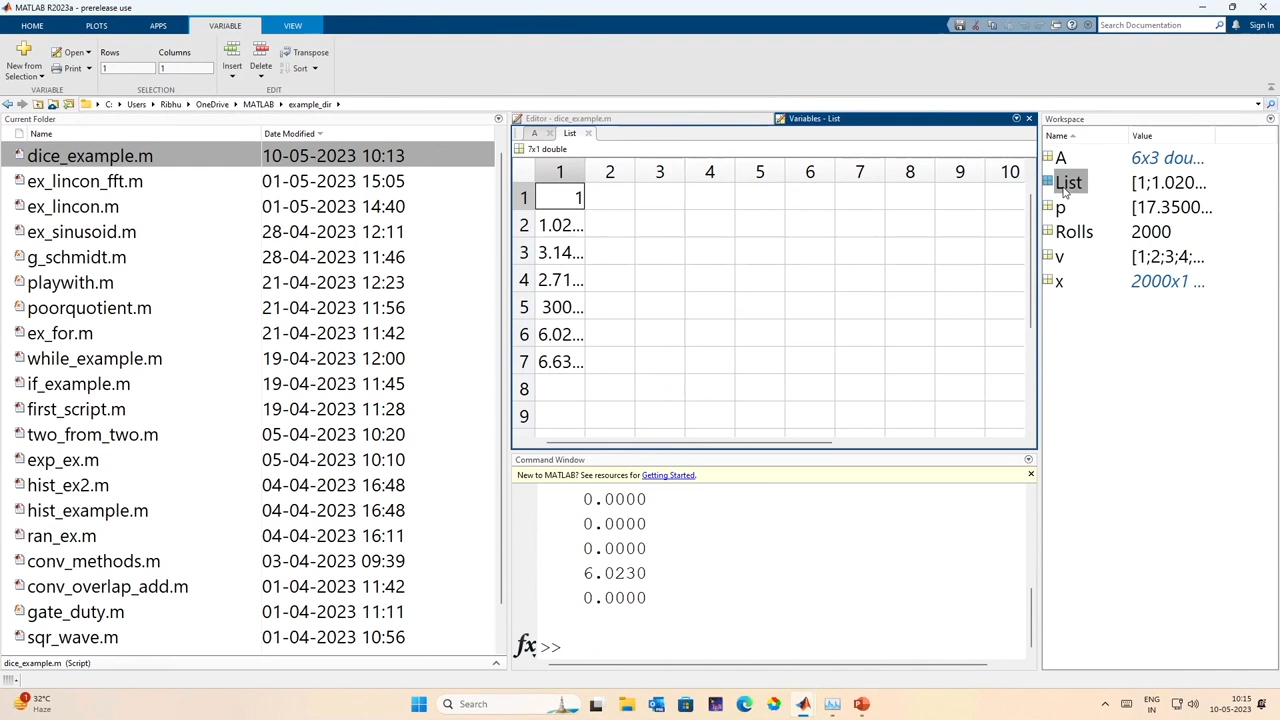 MATLAB R2023a - prerelease use
HOME PLOTS APPS VARIABLE VIEW
Search Documentation
Sign In
New from
Selection
Open
Print
Rows Columns
1 1
Insert
Delete
Transpose
Sort
VARIABLE SELECTION EDIT
C: Users Ribhu OneDrive MATLAB example_dir
Current Folder
Name Date Modified
dice_example.m 10-05-2023 10:13
ex_lincon_fft.m 01-05-2023 15:05
ex_lincon.m 01-05-2023 14:40
ex_sinusoid.m 28-04-2023 12:11
g_schmidt.m 28-04-2023 11:46
playwith.m 21-04-2023 12:23
poorquotient.m 21-04-2023 11:56
ex_for.m 21-04-2023 11:42
while_example.m 19-04-2023 12:00
if_example.m 19-04-2023 11:45
first_script.m 19-04-2023 11:28
two_from_two.m 05-04-2023 10:20
exp_ex.m 05-04-2023 10:10
hist_ex2.m 04-04-2023 16:48
hist_example.m 04-04-2023 16:48
ran_ex.m 04-04-2023 16:11
conv_methods.m 03-04-2023 09:39
conv_overlap_add.m 01-04-2023 11:42
gate_duty.m 01-04-2023 11:11
sqr_wave.m 01-04-2023 10:56
dice_example.m (Script)
Editor - dice_example.m
Variables - List
A List
7x1 double
1 2 3 4 5 6 7 8 9 10
1 1
2 1.02...
3 3.14...
4 2.71...
5 300...
6 6.02...
7 6.63...
8
9
Command Window
New to MATLAB? See resources for Getting Started.
0.0000
0.0000
0.0000
6.0230
0.0000
fx >>
Workspace
Name Value
A 6x3 dou...
List [1;1.020...
p [17.3500...
Rolls 2000
v [1;2;3;4;...
x 2000x1 ...
1
32°C
Haze
Search
ENG
IN
10:15
10-05-2023